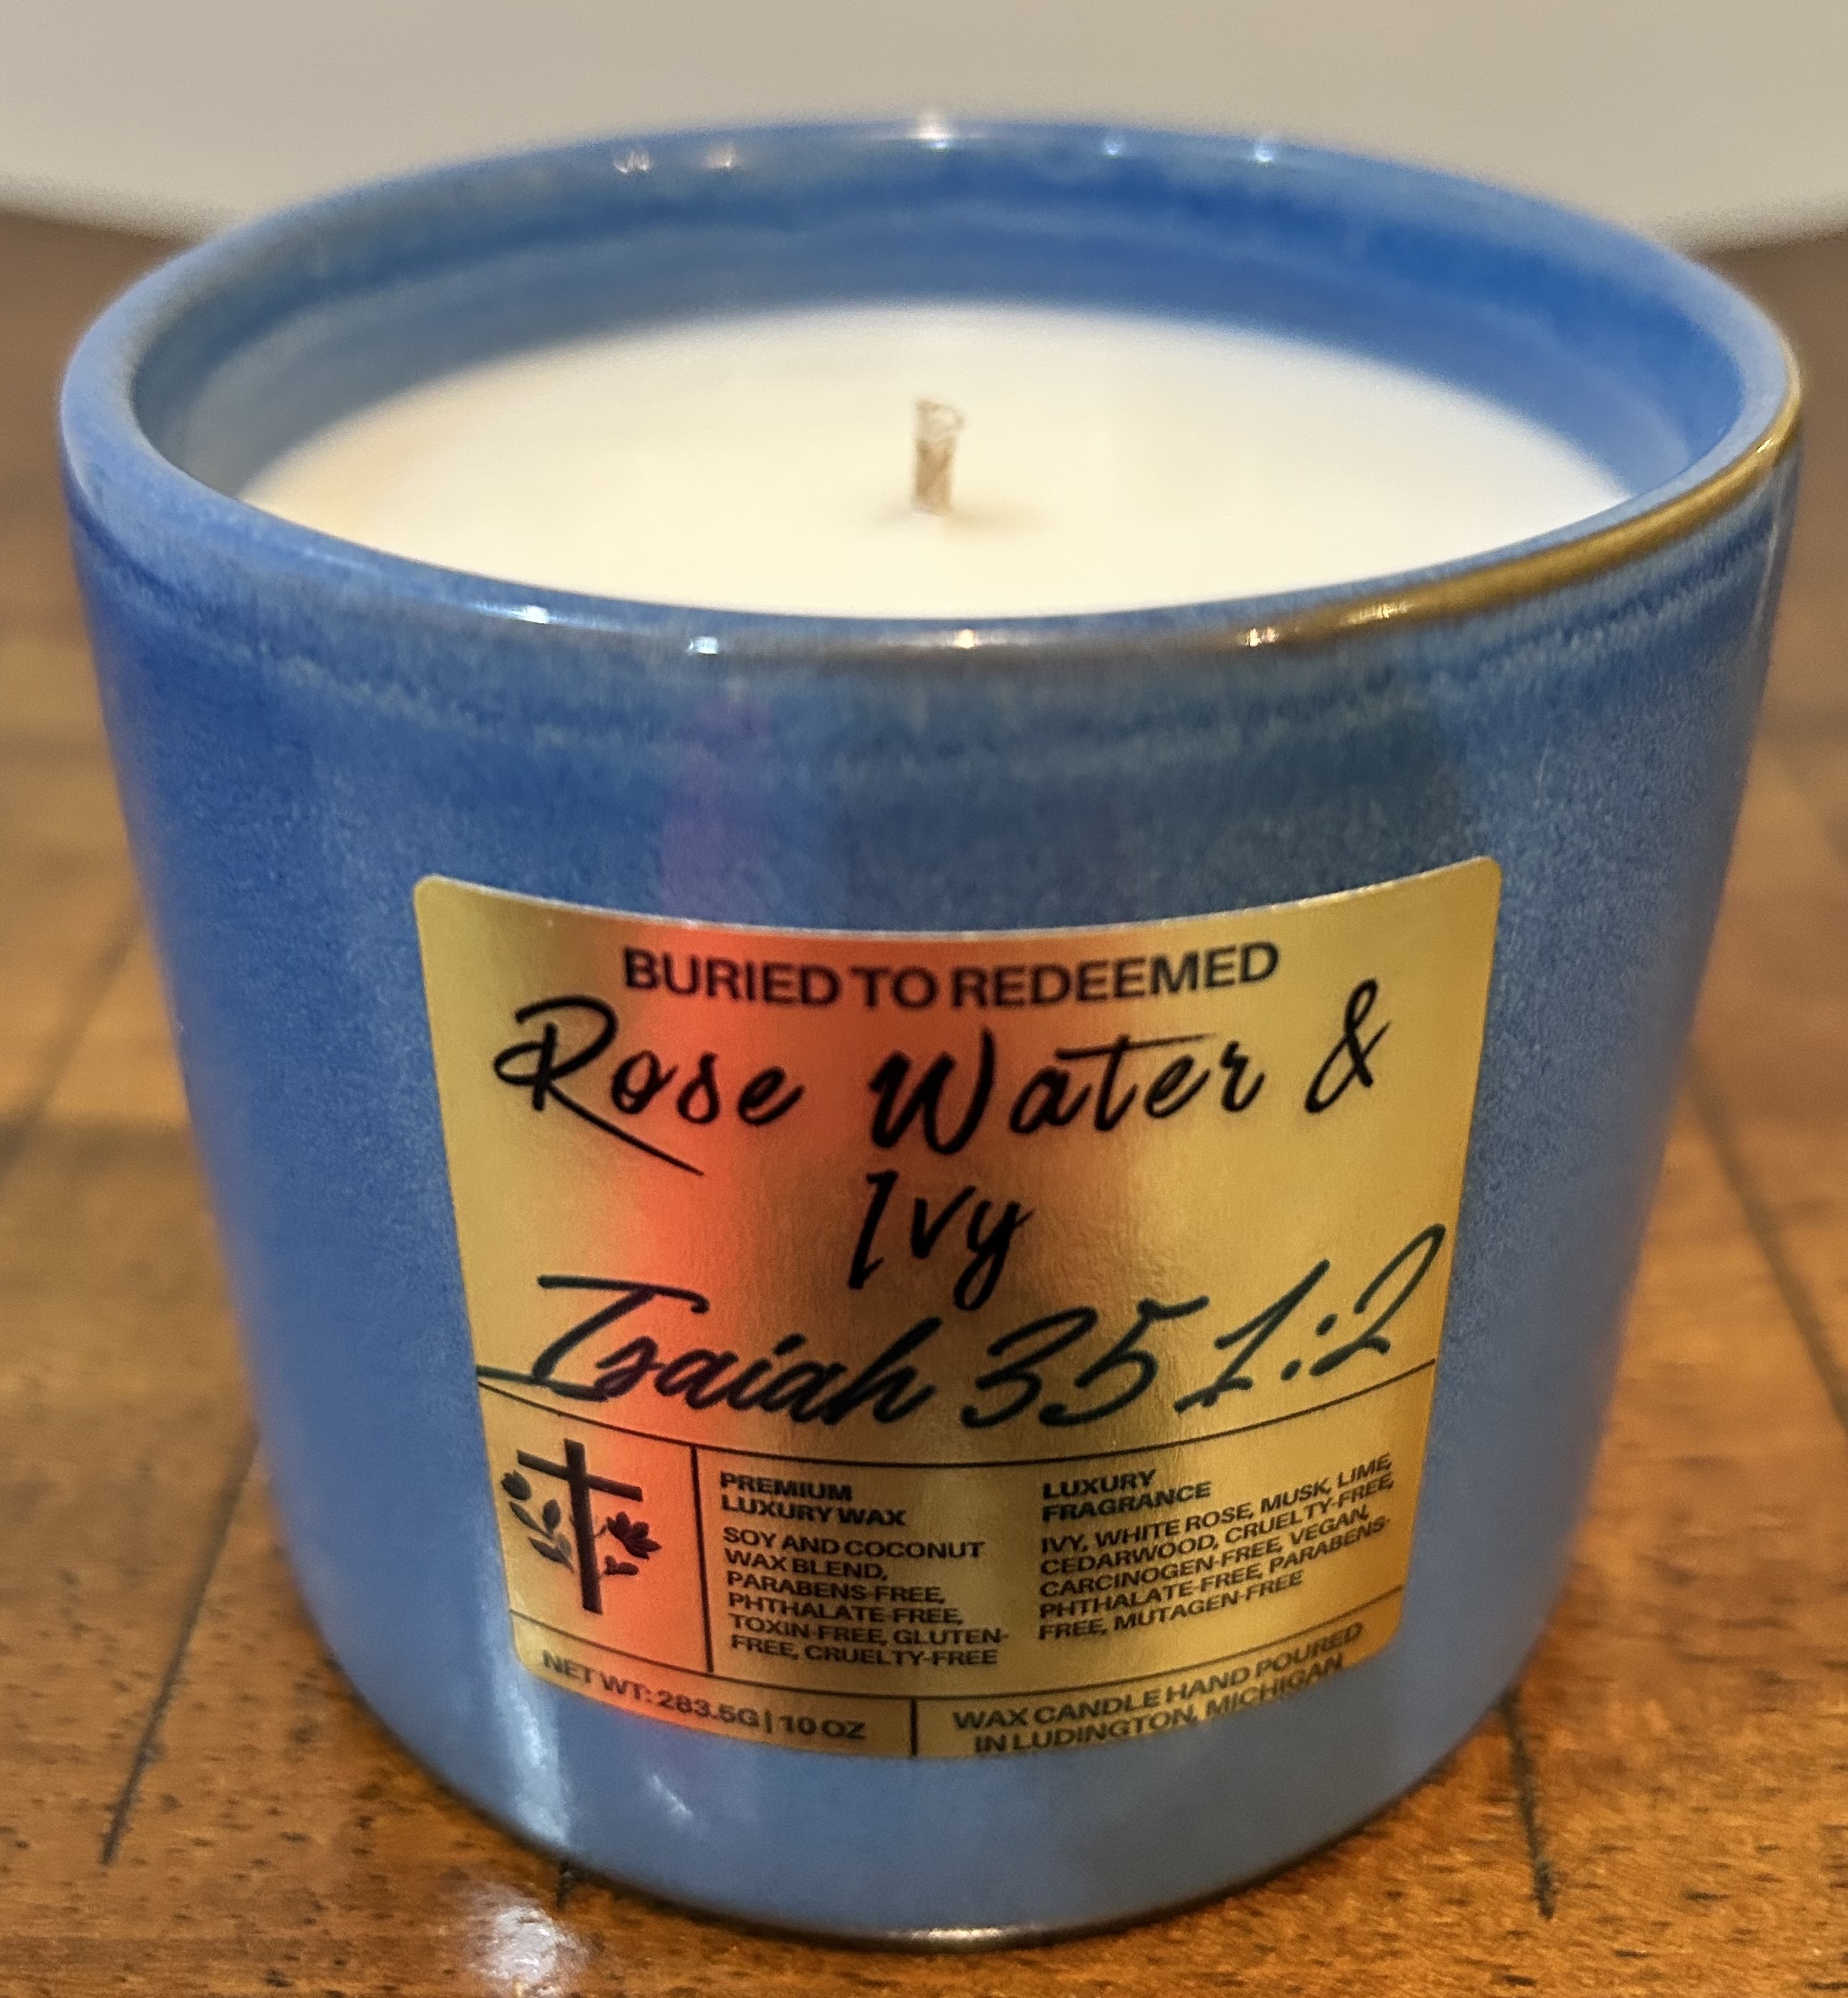 BURIED TO REDEEMED
Rose Water &
Ivy
Isaiah 35 1:2
PREMIUM
LUXURY WAX
SOY AND COCONUT
WAX BLEND,
PARABENS-FREE,
PHTHALATE-FREE,
TOXIN-FREE, GLUTEN-
FREE, CRUELTY-FREE
LUXURY
FRAGRANCE
IVY, WHITE ROSE, MUSK, LIME,
CEDARWOOD, CRUELTY-FREE,
CARCINOGEN-FREE, VEGAN,
PHTHALATE-FREE, PARABENS-
FREE, MUTAGEN-FREE
NET WT: 283.5G | 10 OZ
WAX CANDLE HAND POURED
IN LUDINGTON, MICHIGAN